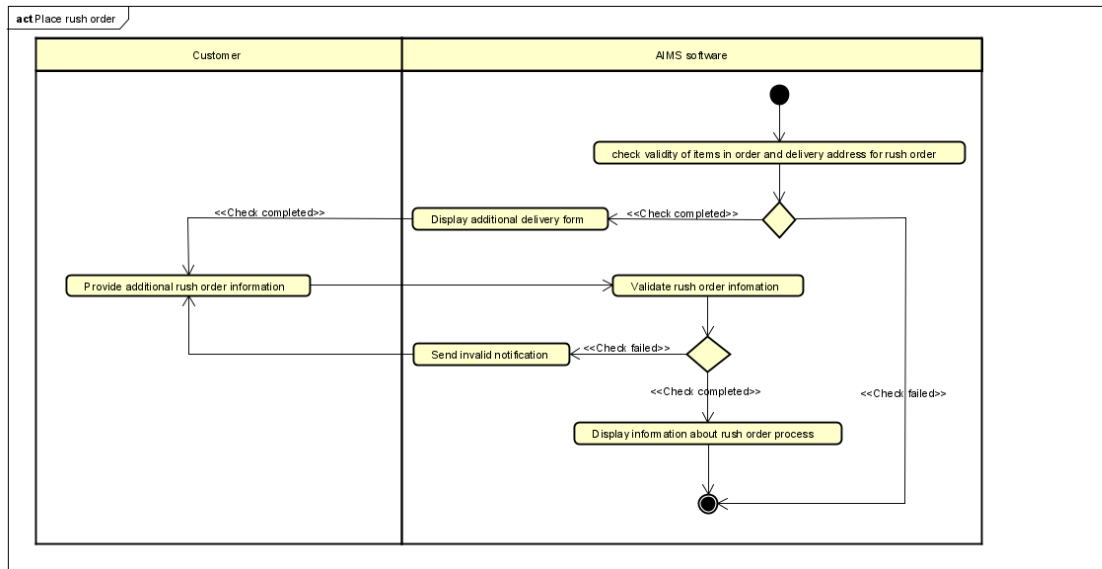 act Place rush order
Customer
AIMS software
check validity of items in order and delivery address for rush order
<<Check completed>>
Display additional delivery form
<<Check completed>>
Provide additional rush order information
Validate rush order infomation
Send invalid notification
<<Check failed>>
<<Check completed>>
<<Check failed>>
Display information about rush order process